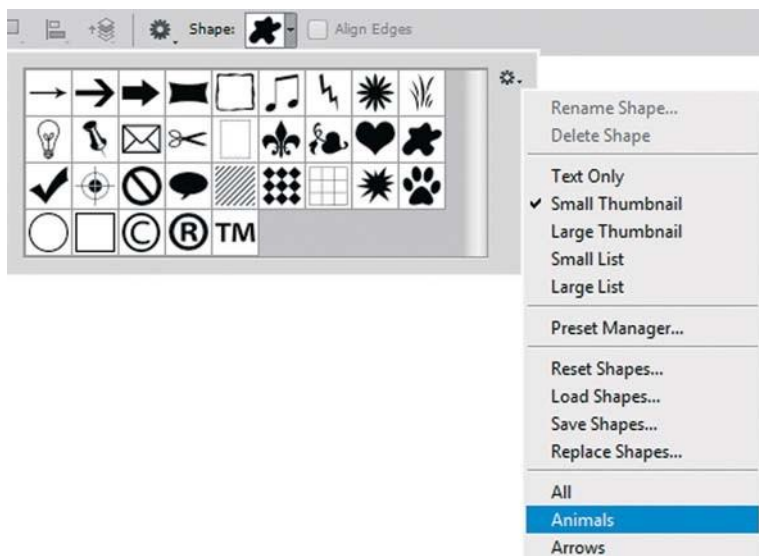 Shape:
Align Edges
Rename Shape...
Delete Shape
Text Only
Small Thumbnail
Large Thumbnail
Small List
Large List
Preset Manager...
Reset Shapes...
Load Shapes...
Save Shapes...
Replace Shapes...
All
Animals
Arrows
© ® TM